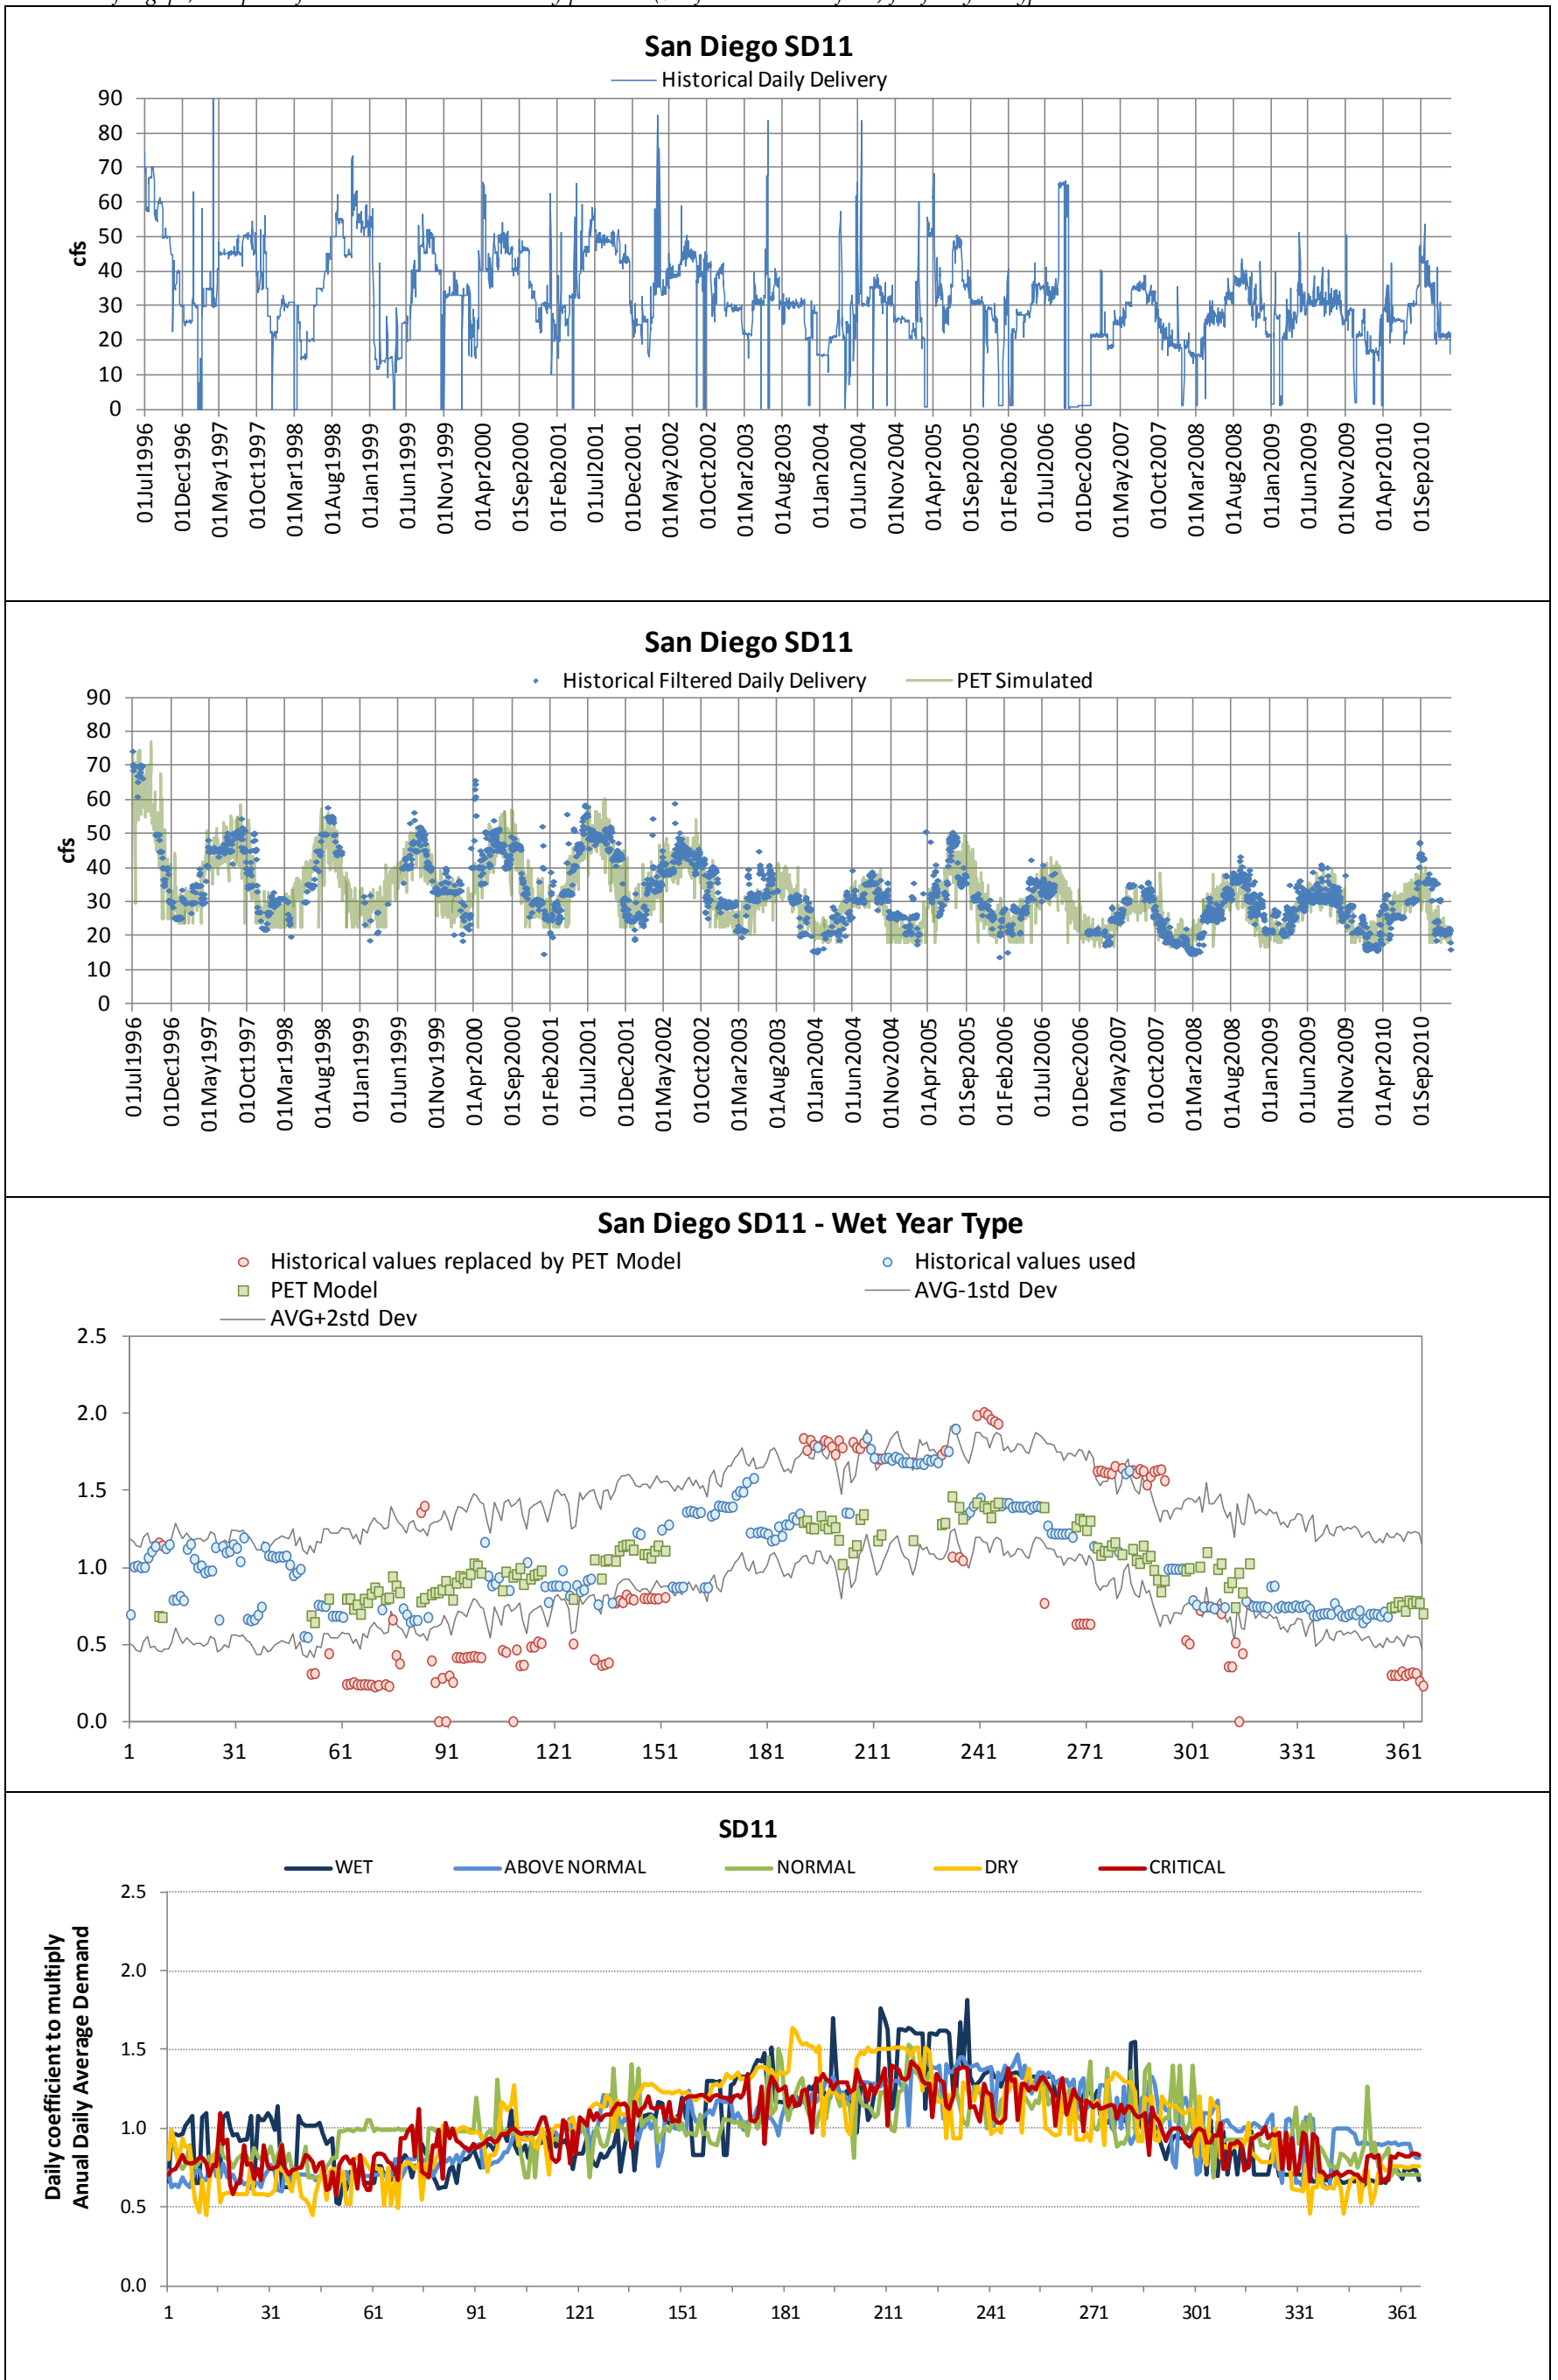 San Diego SD11
Historical Daily Delivery
90
80
70
60
50
40
30
20
10
0
cfs
01Jul1996
01Dec1996
01May1997
01Oct1997
01Mar1998
01Aug1998
01Jan1999
01Jun1999
01Nov1999
01Apr2000
01Sep2000
01Feb2001
01Jul2001
01Dec2001
01May2002
01Oct2002
01Mar2003
01Aug2003
01Jan2004
01Jun2004
01Nov2004
01Apr2005
01Sep2005
01Feb2006
01Jul2006
01Dec2006
01May2007
01Oct2007
01Mar2008
01Aug2008
01Jan2009
01Jun2009
01Nov2009
01Apr2010
01Sep2010
San Diego SD11
Historical Filtered Daily Delivery PET Simulated
90
80
70
60
50
40
30
20
10
0
cfs
01Jul1996
01Dec1996
01May1997
01Oct1997
01Mar1998
01Aug1998
01Jan1999
01Jun1999
01Nov1999
01Apr2000
01Sep2000
01Feb2001
01Jul2001
01Dec2001
01May2002
01Oct2002
01Mar2003
01Aug2003
01Jan2004
01Jun2004
01Nov2004
01Apr2005
01Sep2005
01Feb2006
01Jul2006
01Dec2006
01May2007
01Oct2007
01Mar2008
01Aug2008
01Jan2009
01Jun2009
01Nov2009
01Apr2010
01Sep2010
San Diego SD11 - Wet Year Type
Historical values replaced by PET Model Historical values used
PET Model AVG-1std Dev
AVG+2std Dev
2.5
2.0
1.5
1.0
0.5
0.0
1 31 61 91 121 151 181 211 241 271 301 331 361
SD11
WET ABOVE NORMAL NORMAL DRY CRITICAL
2.5
2.0
1.5
1.0
0.5
0.0
Daily coefficient to multiply
Anual Daily Average Demand
1 31 61 91 121 151 181 211 241 271 301 331 361